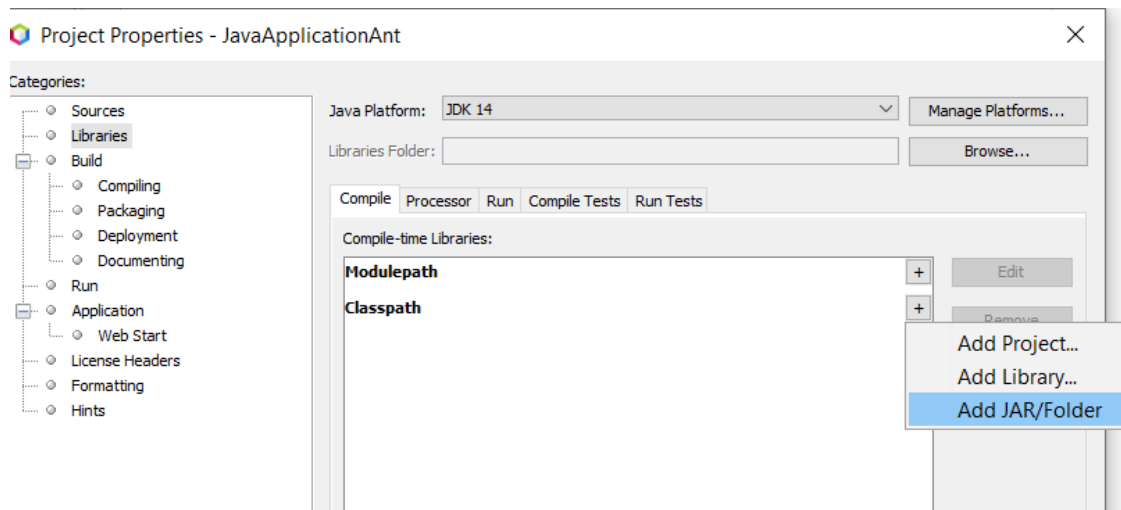 Project Properties - JavaApplicationAnt
Categories:
Sources
Libraries
Build
Compiling
Packaging
Deployment
Documenting
Run
Application
Web Start
License Headers
Formatting
Hints
Java Platform: JDK 14 Manage Platforms...
Libraries Folder: Browse...
Compile Processor Run Compile Tests Run Tests
Compile-time Libraries:
Modulepath + Edit
Classpath + Remove
Add Project...
Add Library...
Add JAR/Folder